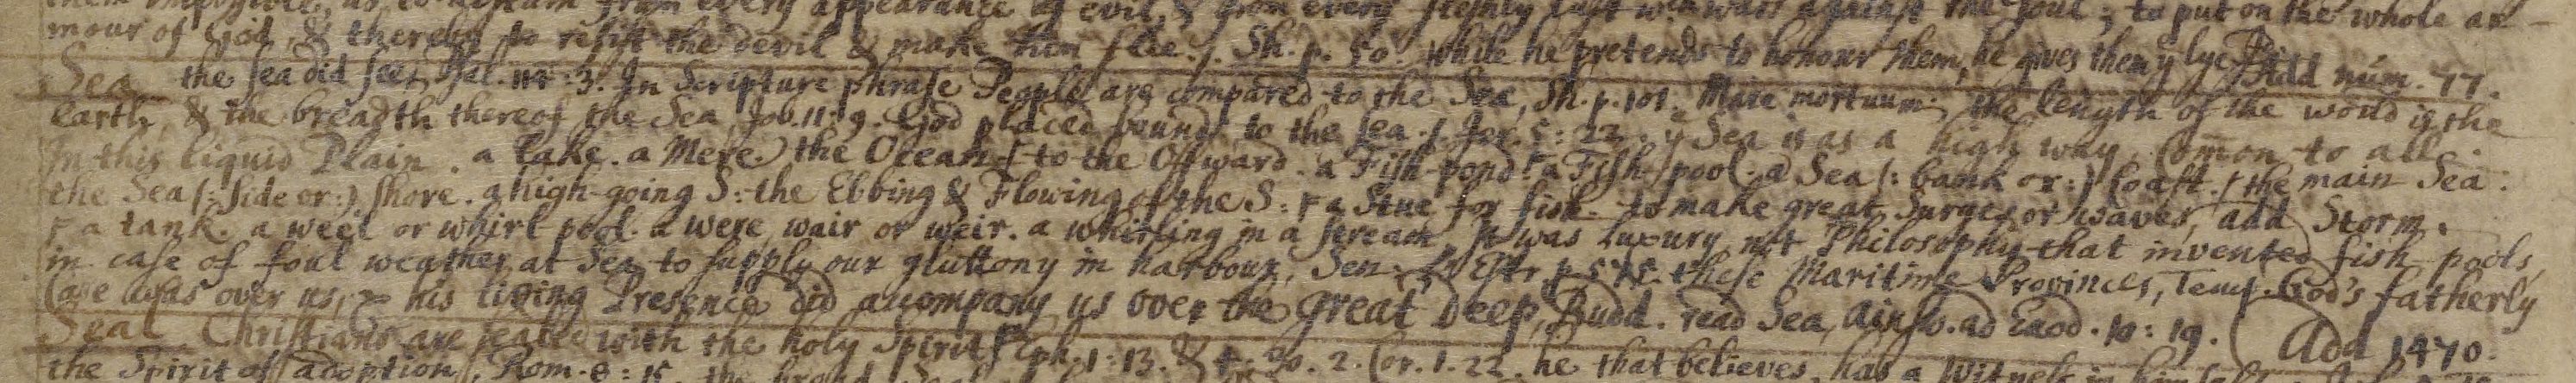 them impossible, as to abstain from every appearance of evil, & from every fleshly lust wch wars against the soul; to put on the whole ar-
mour of God, & thereby to resist the devil & make him flee. /. Sh. p. 50. while he pretends to honour them, he gives them y lye. Add num. 77.
Sea the sea did see, Psal. 114:3. In Scripture phrase People are compared to the Sea, Sh. p. 101. Mare mortuum. the length of the world is the
earth, & the breadth thereof the Sea, Job. 11:9. God placed bounds to the sea. /. Jer. 5:22. ye Sea is as a high way, comon to all.
In this liquid Plain. a lake. a Mere. the Ocean to the Offward. a Fish-pond. a Fish-pool. a Sea (: bank or :) coast. the main Sea.
the Sea (: side or :) shore. a high-going S: the Ebbing & Flowing of the S: a Stue for fish. to make great Surges or waves, add Storm.
a tank. a weel or whirl pool. a were, wair or weir. a whirling in a stream. It was Luxury not Philosophy that invented fish-pools,
in case of foul weather at Sea, to supply our gluttony in harbour, Sen. these Maritime Provinces, Temp. God's fatherly
Care was over us, & his living Presence did accompany us over the great Deep, Budd. read Sea, Ainsw. ad Exod. 10:19. Add 1470.
Seal Christians are sealed with the holy Spirit Eph. 1:13. & 4:30. 2. Cor. 1.22. he that believes, has a Witness in himself
the Spirit of adoption, Rom. 8:15. the broad Seal